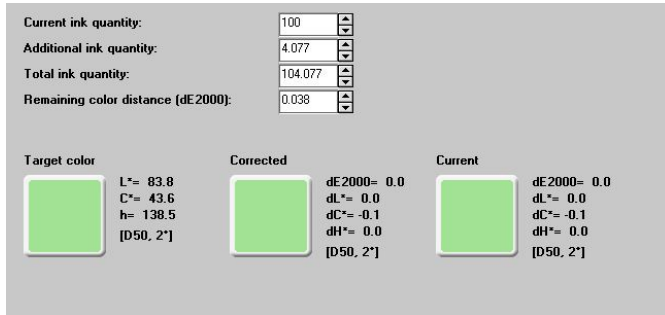 Current ink quantity: 100
Additional ink quantity: 4.077
Total ink quantity: 104.077
Remaining color distance (dE2000): 0.038
Target color
L*= 83.8
C*= 43.6
h= 138.5
[D50, 2°]
Corrected
dE2000= 0.0
dL*= 0.0
dC*= -0.1
dH*= 0.0
[D50, 2°]
Current
dE2000= 0.0
dL*= 0.0
dC*= -0.1
dH*= 0.0
[D50, 2°]